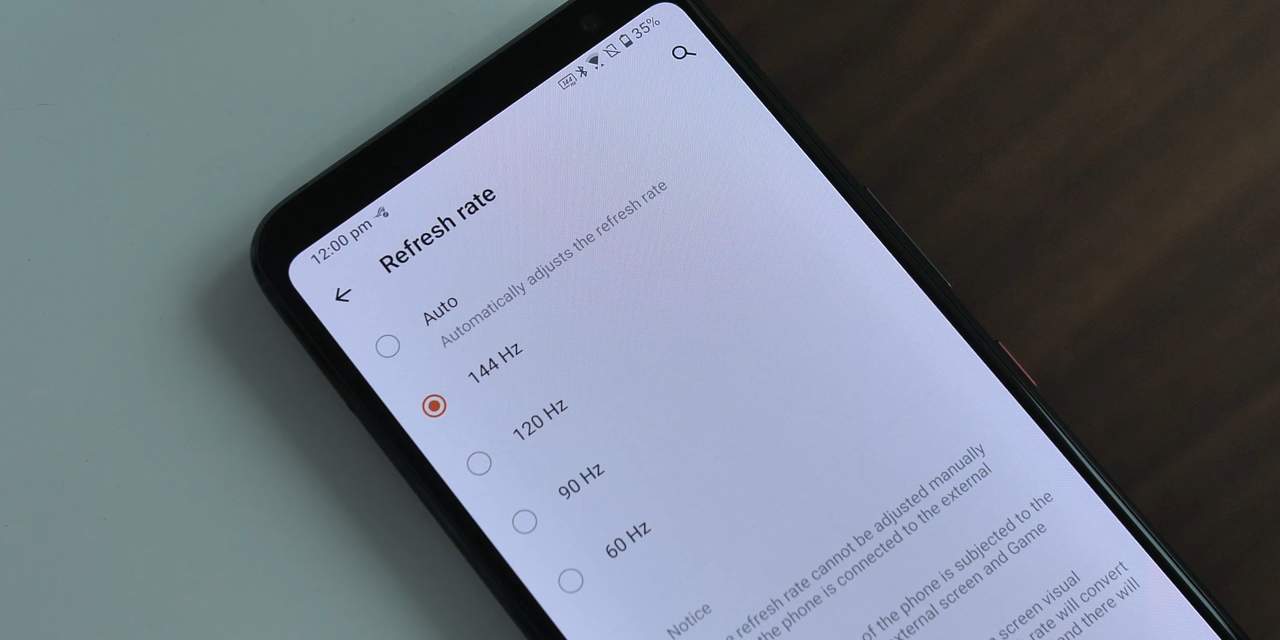 12:00 pm
144
35%
Refresh rate
Auto
Automatically adjusts the refresh rate
144 Hz
120 Hz
90 Hz
60 Hz
Notice
refresh rate cannot be adjusted manually
the phone is connected to the external
of the phone is subjected to the
external screen and Game
screen visual
rate will convert
and there will